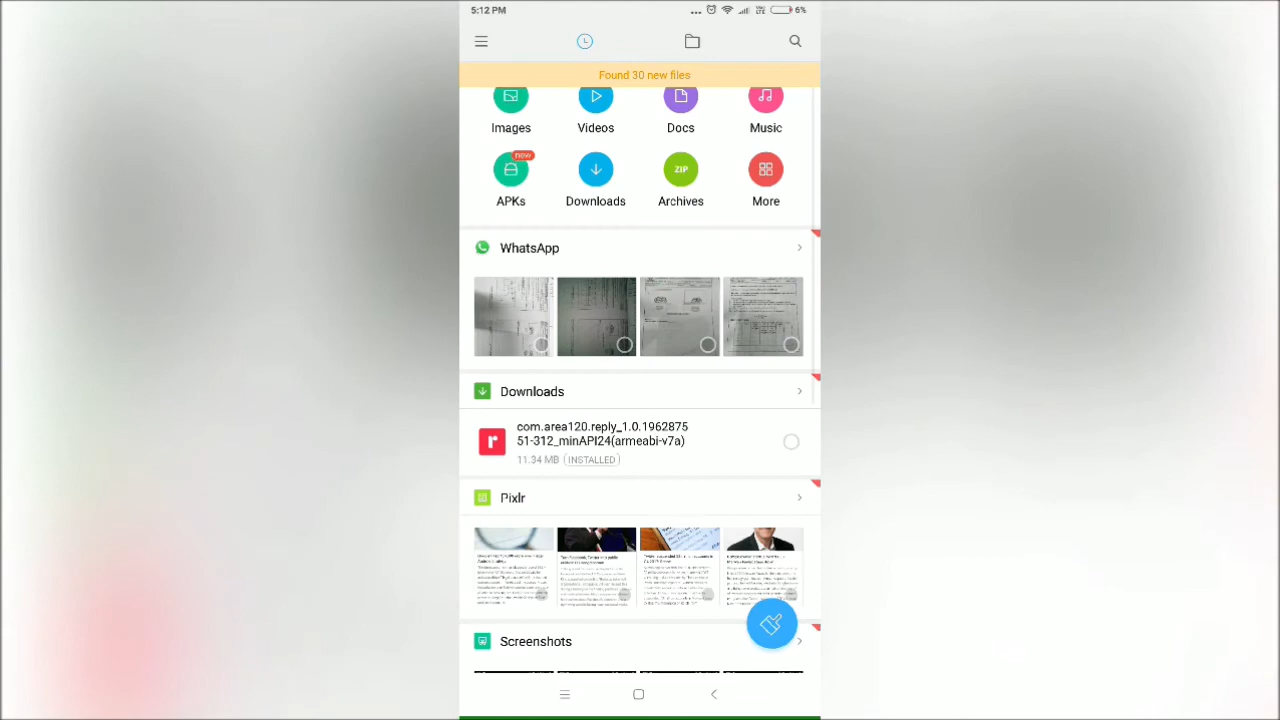 5:12 PM
6%
Found 30 new files
Images
Videos
Docs
Music
new
ZIP
APKs
Downloads
Archives
More
WhatsApp
Downloads
r
com.area120.reply_1.0.1962875
51-312_minAPI24(armeabi-v7a)
11.34 MB INSTALLED
Pixlr
Screenshots